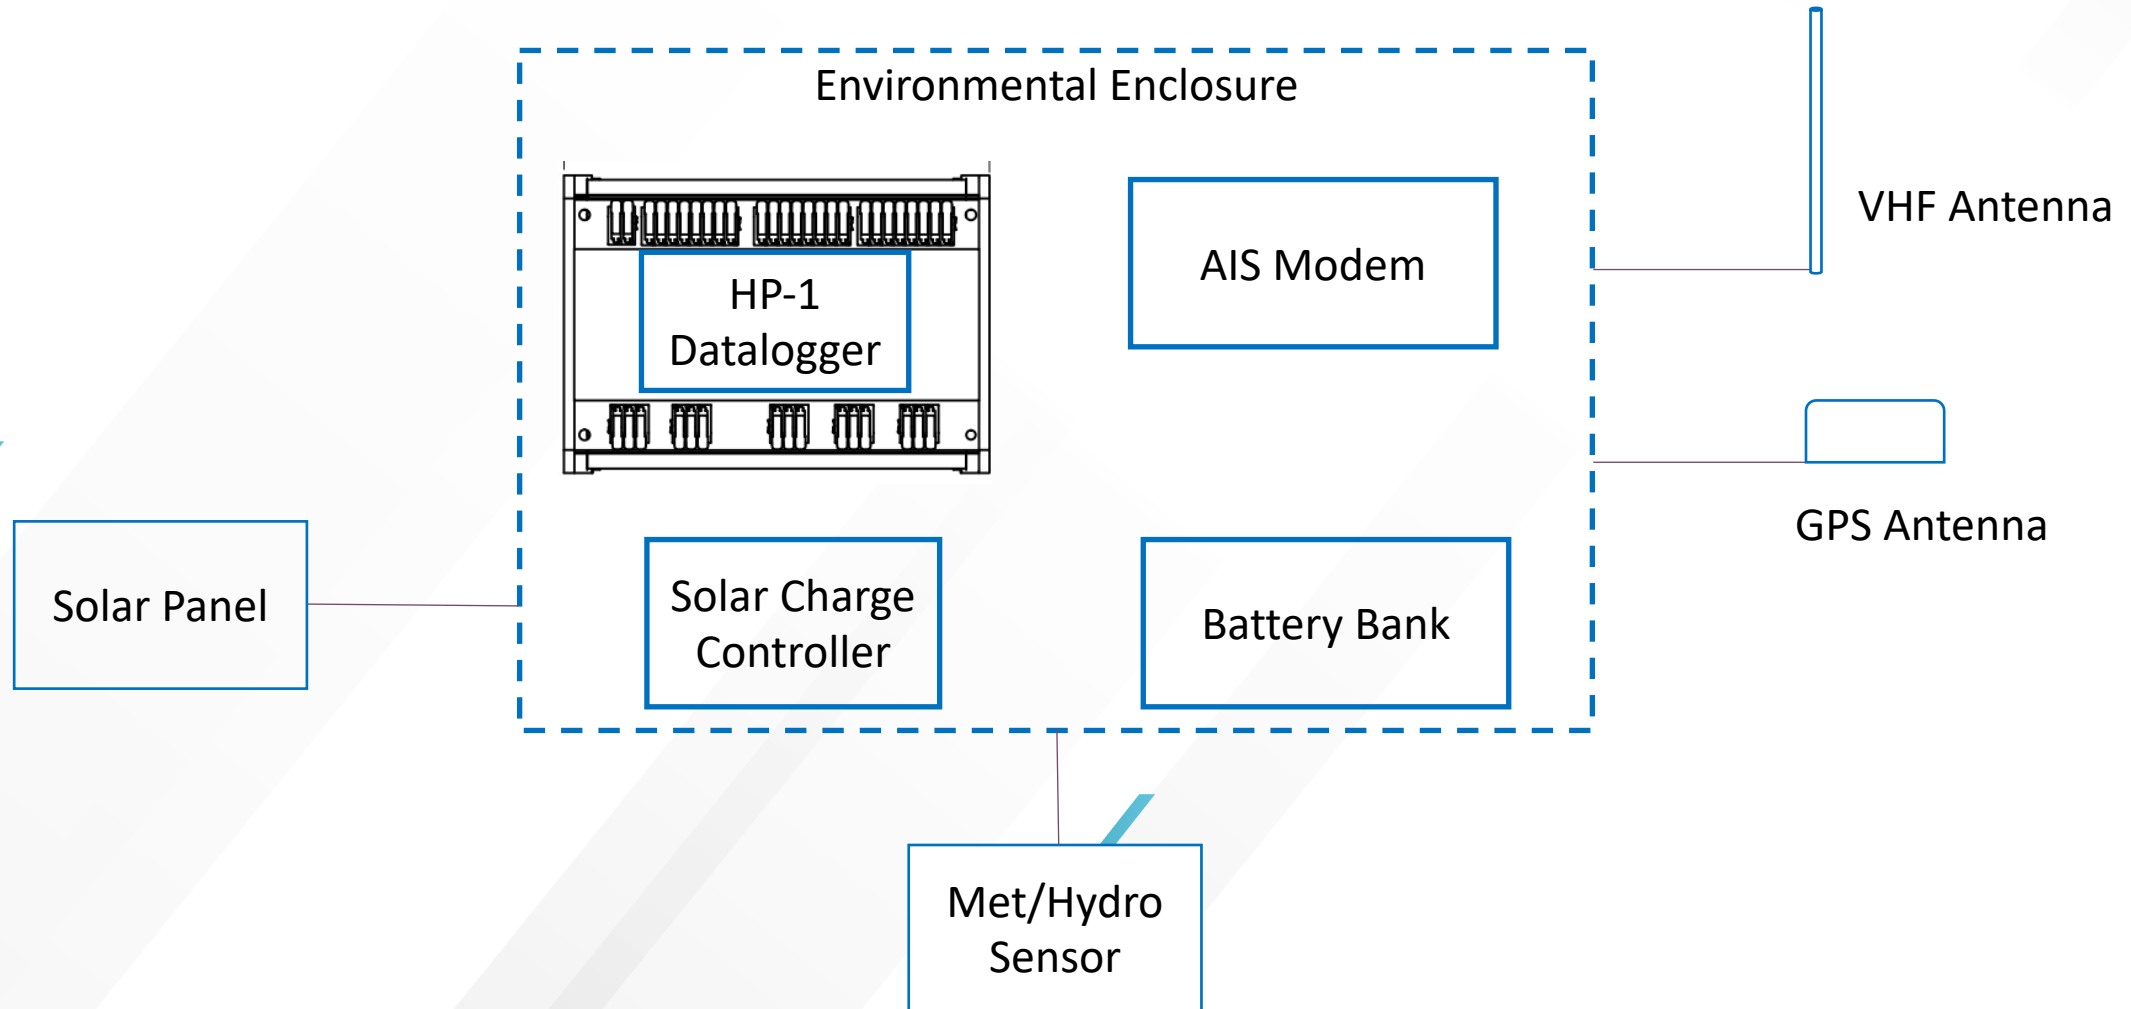 Environmental Enclosure
HP-1
Datalogger
AIS Modem
VHF Antenna
GPS Antenna
Solar Panel
Solar Charge
Controller
Battery Bank
Met/Hydro
Sensor